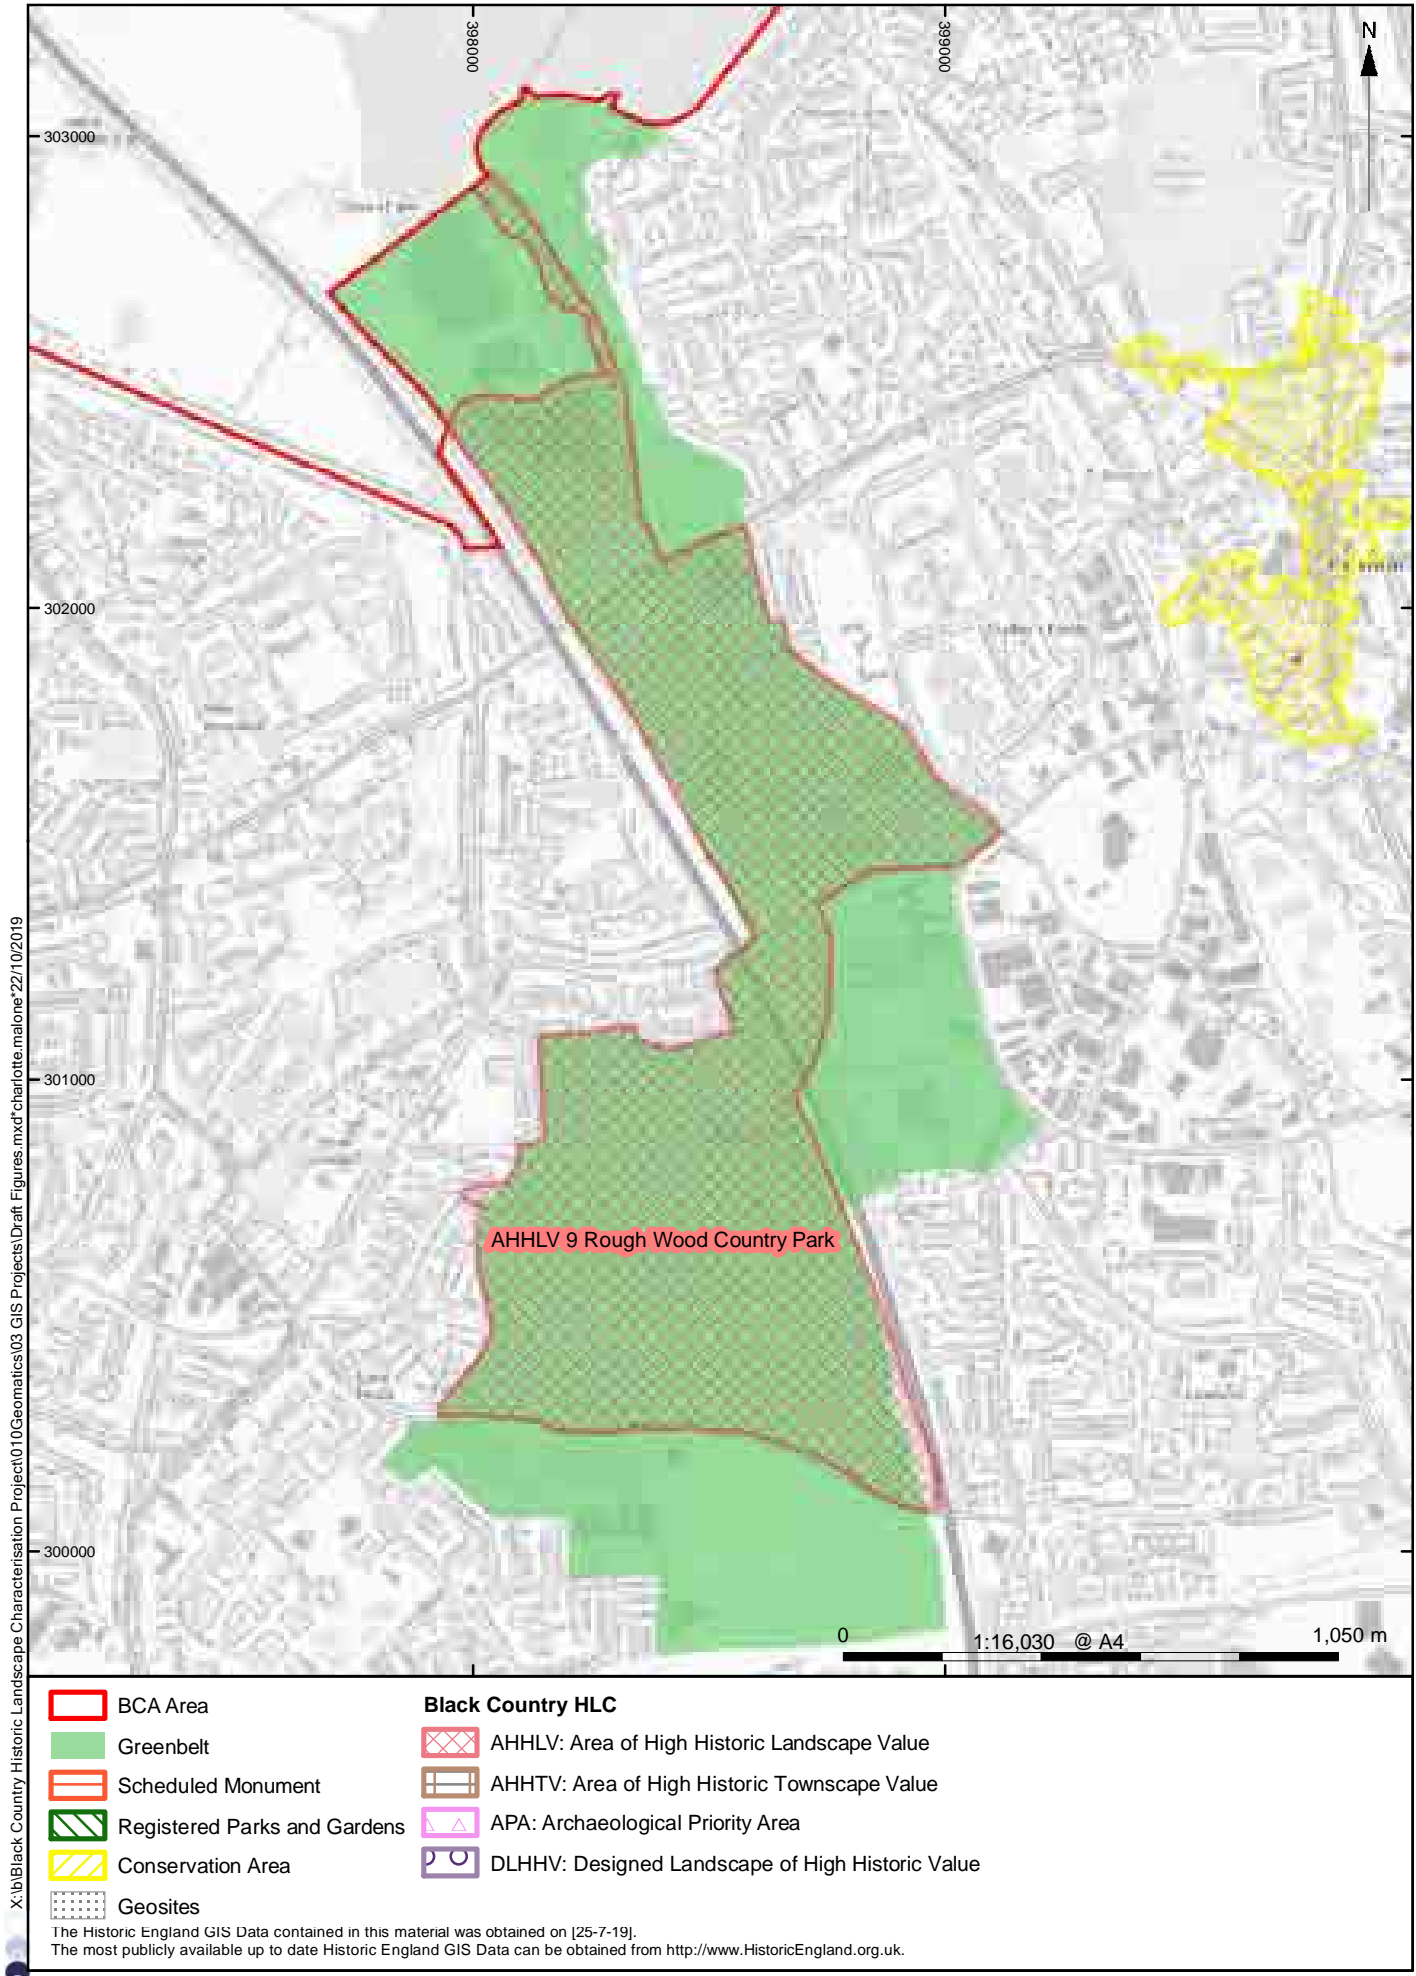 398000
399000
N
303000
302000
301000
300000
AHHLV 9 Rough Wood Country Park
0
1:16,030 @ A4
1,050 m
X:\b\Black Country Historic Landscape Characterisation Project\010Geomatics\03 GIS Projects\Draft Figures.mxd*charlotte.malone*22/10/2019
BCA Area
Greenbelt
Scheduled Monument
Registered Parks and Gardens
Conservation Area
Geosites
Black Country HLC
AHHLV: Area of High Historic Landscape Value
AHHTV: Area of High Historic Townscape Value
APA: Archaeological Priority Area
DLHHV: Designed Landscape of High Historic Value
The Historic England GIS Data contained in this material was obtained on [25-7-19].
The most publicly available up to date Historic England GIS Data can be obtained from http://www.HistoricEngland.org.uk.